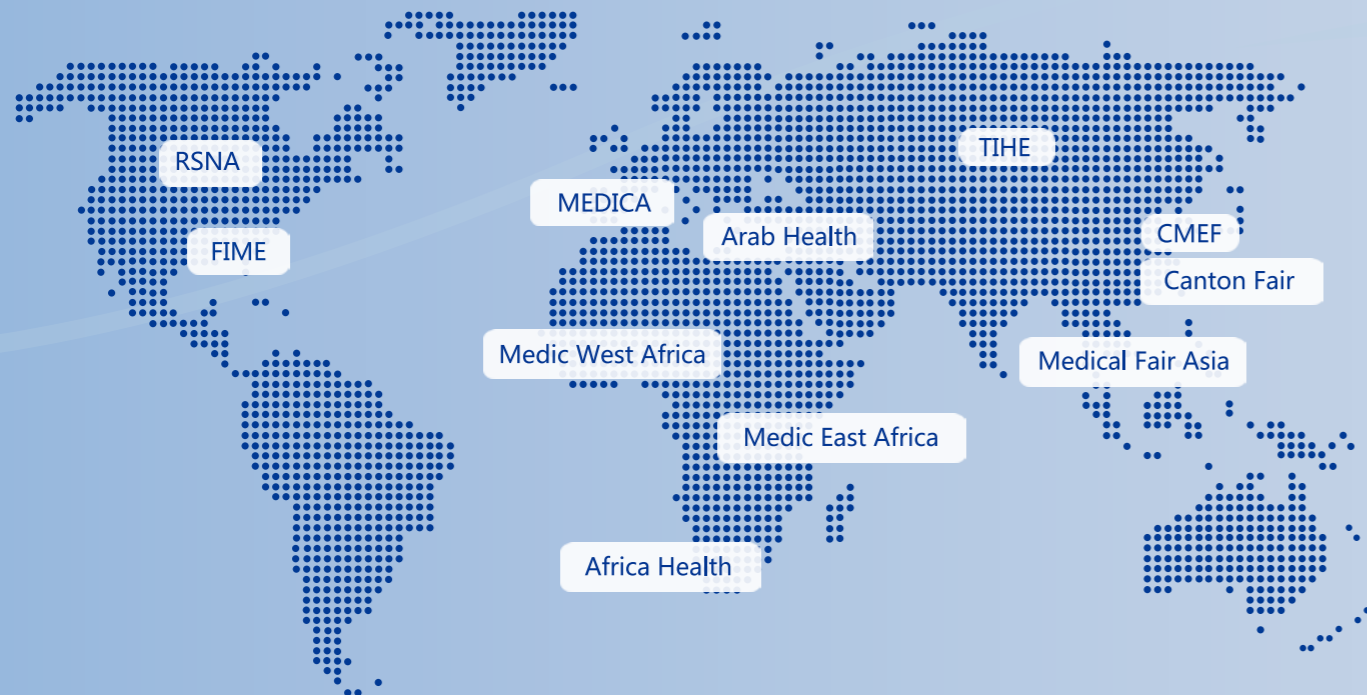 RSNA
TIHE
MEDICA
Arab Health
CMEF
FIME
Canton Fair
Medic West Africa
Medical Fair Asia
Medic East Africa
Africa Health